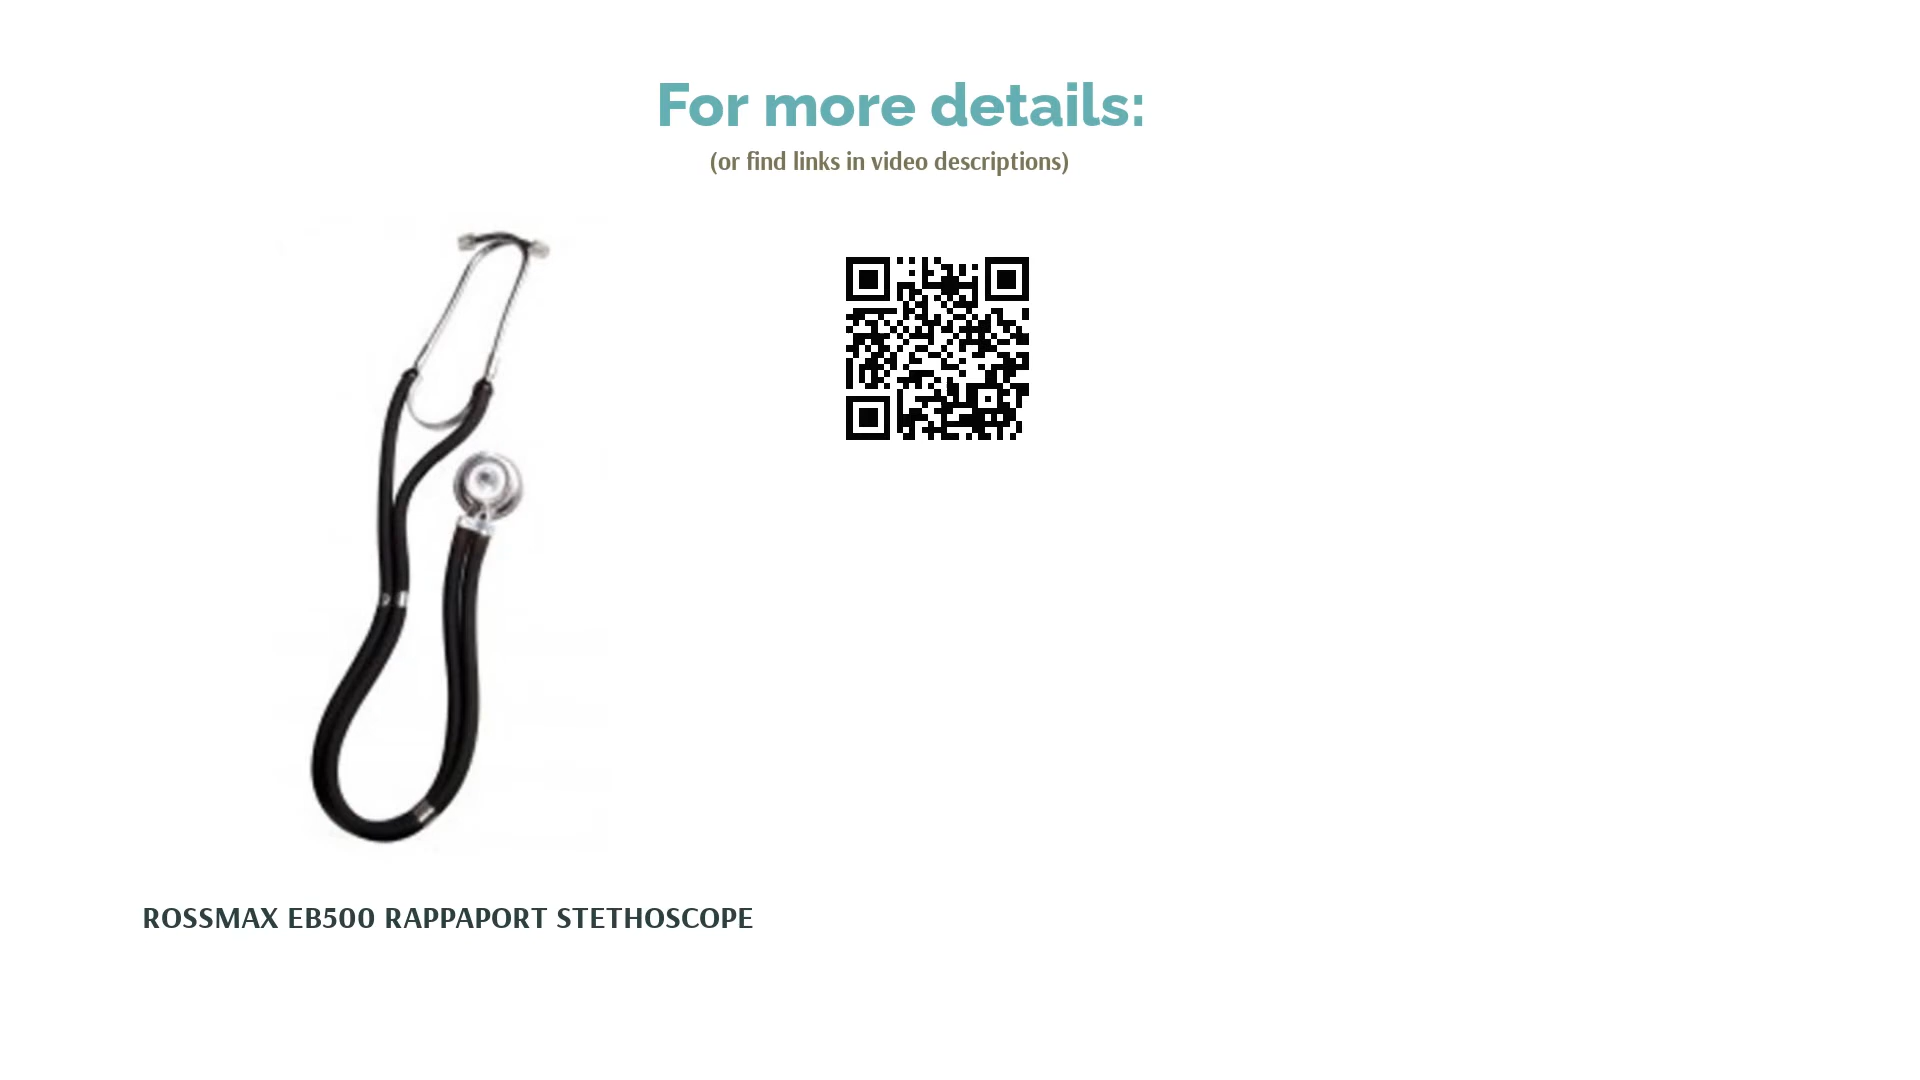 For more details:
(or find links in video descriptions)
ROSSMAX EB500 RAPPAPORT STETHOSCOPE